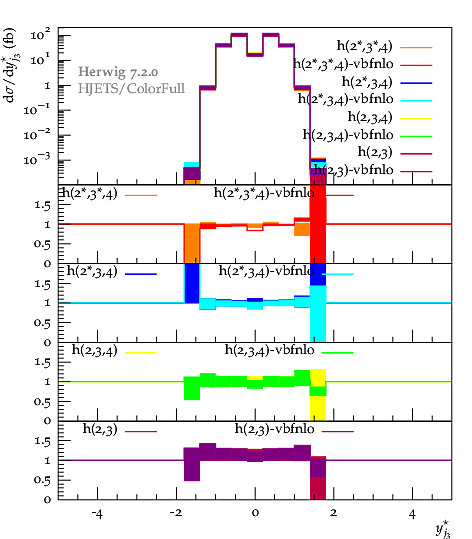 dσ/dy*j3 (fb)
10²
10¹
1
10⁻¹
10⁻²
10⁻³
Herwig 7.2.0
HJETS/ColorFull
h(2*,3*,4)
h(2*,3*,4)-vbfnlo
h(2*,3,4)
h(2*,3,4)-vbfnlo
h(2,3,4)
h(2,3,4)-vbfnlo
h(2,3)
h(2,3)-vbfnlo
h(2*,3*,4) h(2*,3*,4)-vbfnlo
1.5
1
0.5
0
h(2*,3,4) h(2*,3,4)-vbfnlo
1.5
1
0.5
0
h(2,3,4) h(2,3,4)-vbfnlo
1.5
1
0.5
0
h(2,3) h(2,3)-vbfnlo
1.5
1
0.5
0
-4 -2 0 2 4
y*j3